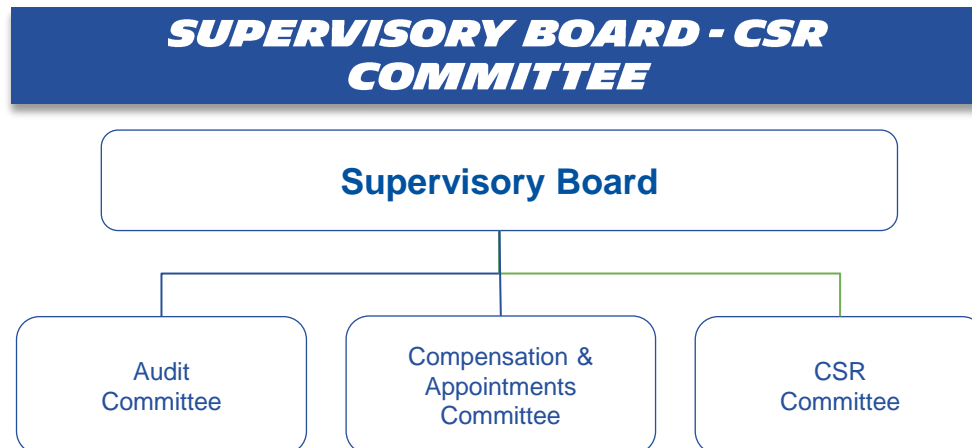 SUPERVISORY BOARD - CSR
COMMITTEE
Supervisory Board
Audit
Committee
Compensation &
Appointments
Committee
CSR
Committee